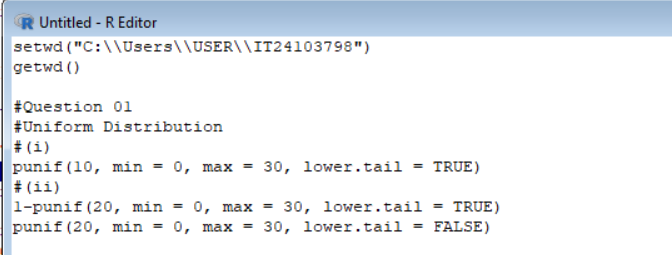 Untitled - R Editor
setwd("C:\\Users\\USER\\IT24103798")
getwd()
#Question 01
#Uniform Distribution
#(i)
punif(10, min = 0, max = 30, lower.tail = TRUE)
#(ii)
1-punif(20, min = 0, max = 30, lower.tail = TRUE)
punif(20, min = 0, max = 30, lower.tail = FALSE)